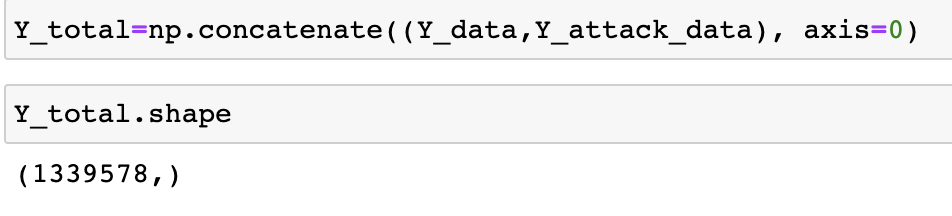 Y_total=np.concatenate((Y_data,Y_attack_data), axis=0)
Y_total.shape
(1339578,)